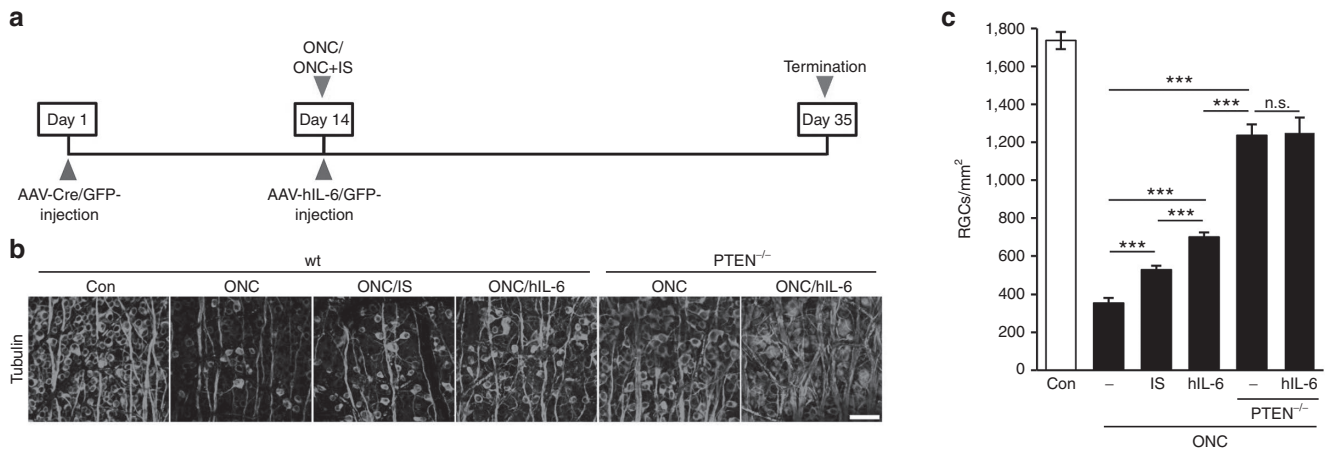 a
ONC/
ONC+IS
Termination
Day 1
Day 14
Day 35
AAV-Cre/GFP-
injection
AAV-hIL-6/GFP-
injection
b
wt
PTEN⁻/⁻
Con
ONC
ONC/IS
ONC/hIL-6
ONC
ONC/hIL-6
Tubulin
c
1,800
1,600
1,400
1,200
1,000
800
600
400
200
0
RGCs/mm²
***
***
n.s.
***
***
***
Con
–
IS
hIL-6
–
hIL-6
PTEN⁻/⁻
ONC